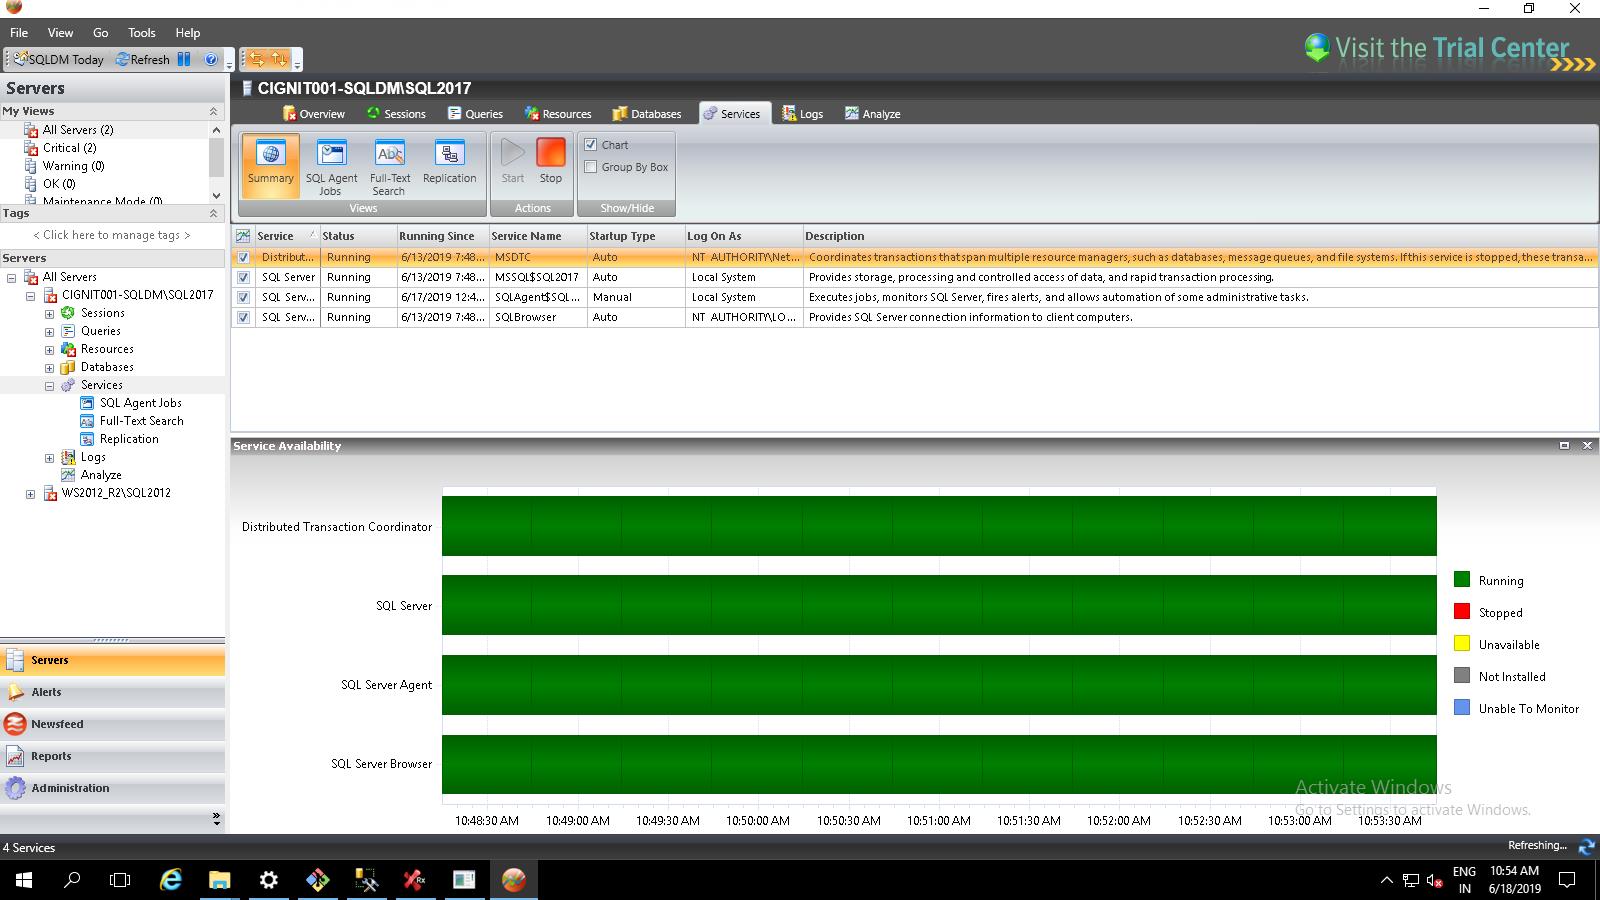 File View Go Tools Help
Visit the Trial Center
SQLDM Today Refresh
Servers
CIGNIT001-SQLDM\SQL2017
My Views
All Servers (2)
Critical (2)
Warning (0)
OK (0)
Maintenance Mode (0)
Tags
< Click here to manage tags >
Servers
All Servers
CIGNIT001-SQLDM\SQL2017
Sessions
Queries
Resources
Databases
Services
SQL Agent Jobs
Full-Text Search
Replication
Logs
Analyze
WS2012_R2\SQL2012
Servers
Alerts
Newsfeed
Reports
Administration
Overview Sessions Queries Resources Databases Services Logs Analyze
Summary
SQL Agent Jobs
Full-Text Search
Replication
Views
Start
Stop
Actions
Chart
Group By Box
Show/Hide
Service Status Running Since Service Name Startup Type Log On As Description
Distribut... Running 6/13/2019 7:48... MSDTC Auto NT AUTHORITY\Net... Coordinates transactions that span multiple resource managers, such as databases, message queues, and file systems. If this service is stopped, these transa...
SQL Server Running 6/13/2019 7:48... MSSQL$SQL2017 Auto Local System Provides storage, processing and controlled access of data, and rapid transaction processing.
SQL Serv... Running 6/17/2019 12:4... SQLAgent$SQL... Manual Local System Executes jobs, monitors SQL Server, fires alerts, and allows automation of some administrative tasks.
SQL Serv... Running 6/13/2019 7:48... SQLBrowser Auto NT AUTHORITY\LO... Provides SQL Server connection information to client computers.
Service Availability
Distributed Transaction Coordinator
SQL Server
SQL Server Agent
SQL Server Browser
10:48:30 AM 10:49:00 AM 10:49:30 AM 10:50:00 AM 10:50:30 AM 10:51:00 AM 10:51:30 AM 10:52:00 AM 10:52:30 AM 10:53:00 AM 10:53:30 AM
Running
Stopped
Unavailable
Not Installed
Unable To Monitor
Activate Windows
Go to Settings to activate Windows.
4 Services
Refreshing...
ENG
IN
10:54 AM
6/18/2019